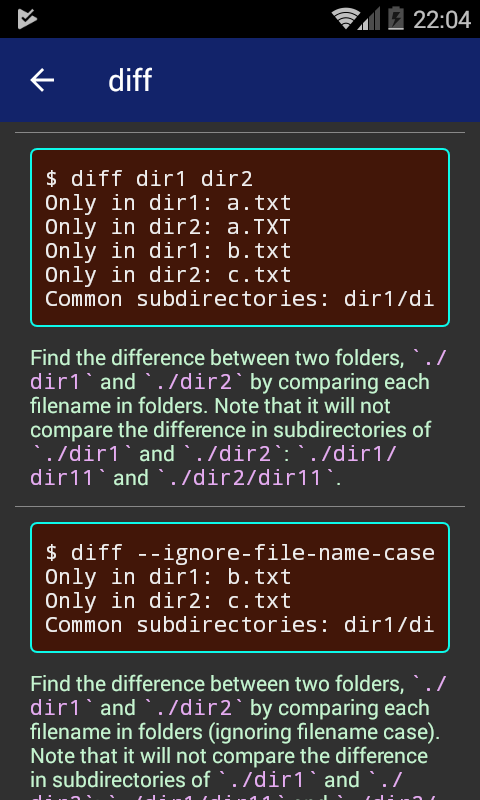 22:04
diff
$ diff dir1 dir2
Only in dir1: a.txt
Only in dir2: a.TXT
Only in dir1: b.txt
Only in dir2: c.txt
Common subdirectories: dir1/di
Find the difference between two folders, `./
dir1` and `./dir2` by comparing each
filename in folders. Note that it will not
compare the difference in subdirectories of
`./dir1` and `./dir2`: `./dir1/
dir11` and `./dir2/dir11`.
$ diff --ignore-file-name-case
Only in dir1: b.txt
Only in dir2: c.txt
Common subdirectories: dir1/di
Find the difference between two folders, `./
dir1` and `./dir2` by comparing each
filename in folders (ignoring filename case).
Note that it will not compare the difference
in subdirectories of `./dir1` and `./
dir2`: `./dir1/dir11` and `./dir2/